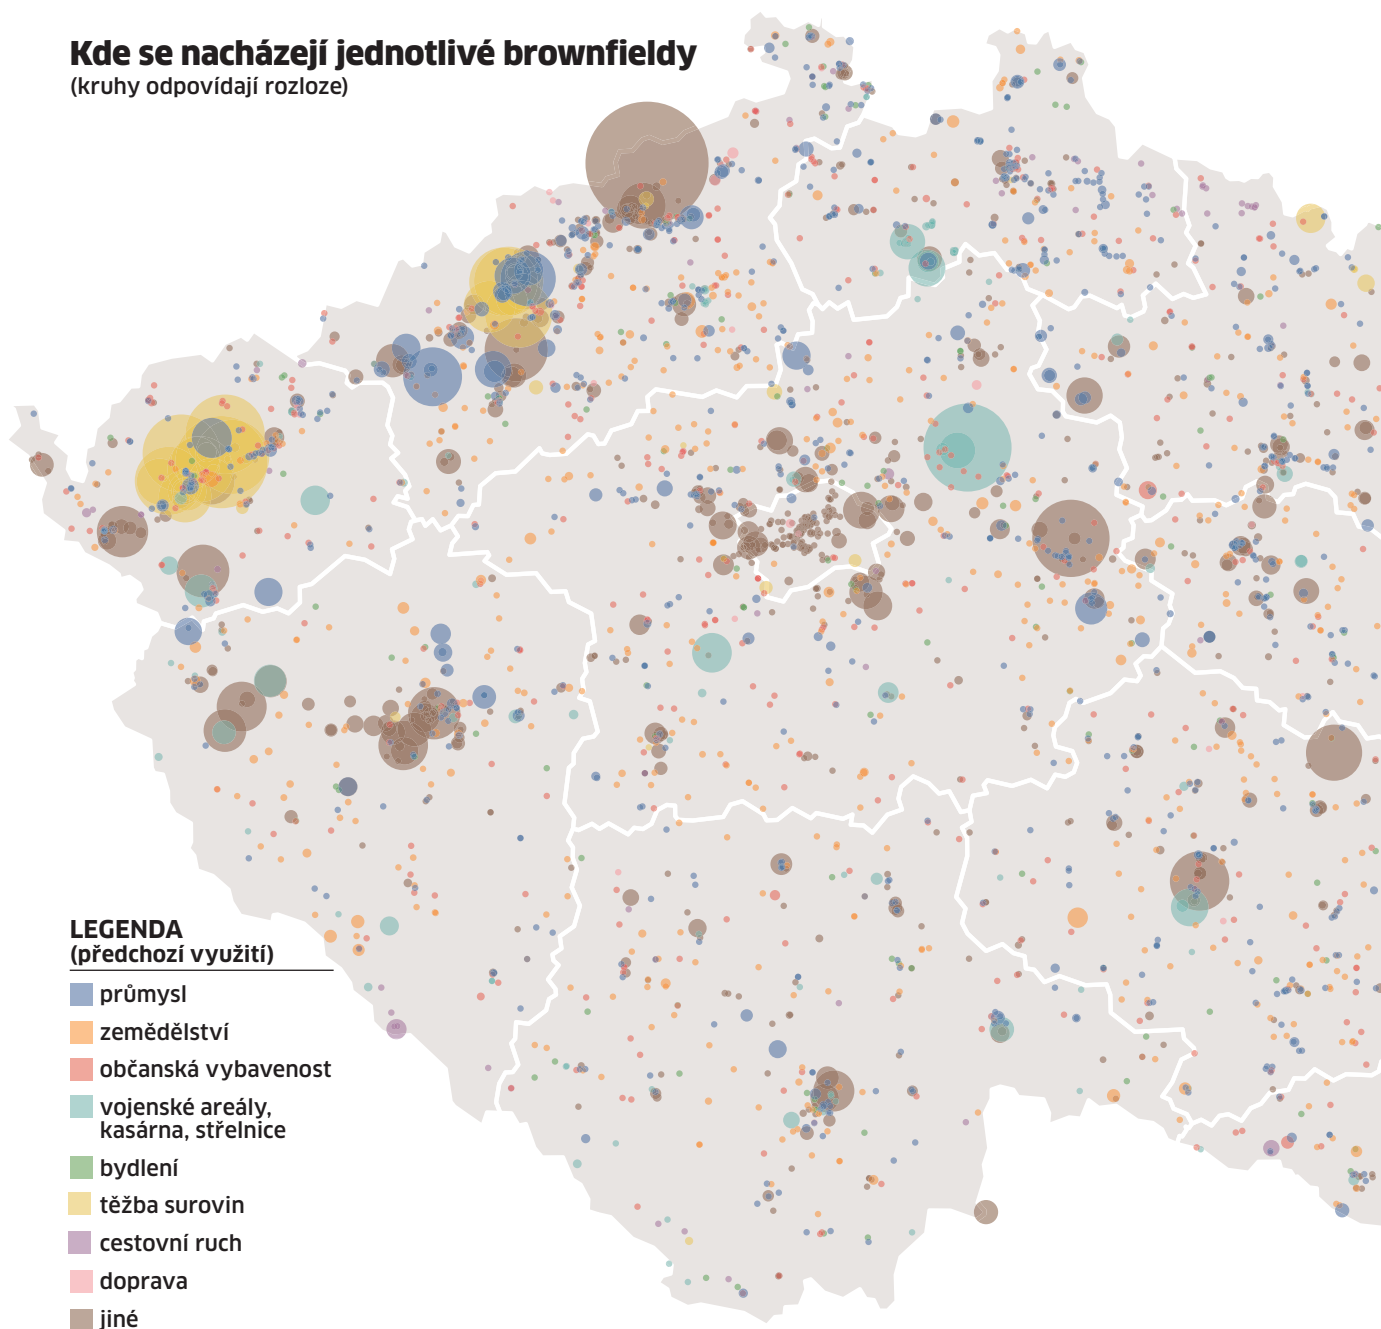 Kde se nacházejí jednotlivé brownfieldy
(kruhy odpovídají rozloze)
LEGENDA
(předchozí využití)
průmysl
zemědělství
občanská vybavenost
vojenské areály,
kasárna, střelnice
bydlení
těžba surovin
cestovní ruch
doprava
jiné